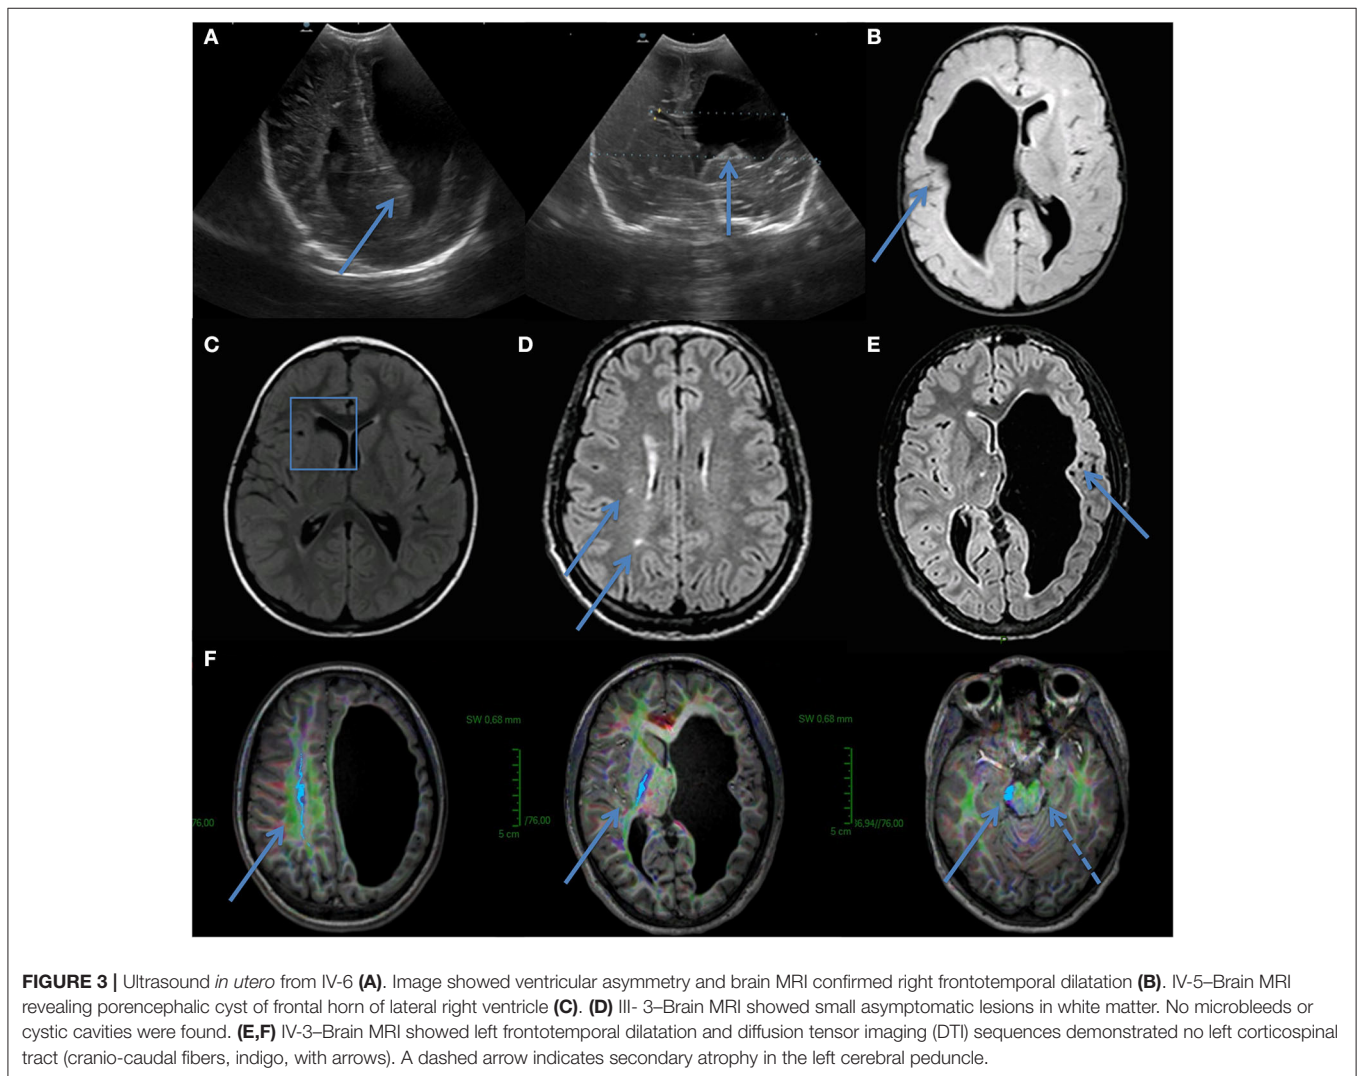 A
B
C
D
E
F
SW 0,68 mm
SW 0,68 mm
76,00
5 cm
/76,00
5 cm
36,94//76,00
FIGURE 3 | Ultrasound in utero from IV-6 (A). Image showed ventricular asymmetry and brain MRI confirmed right frontotemporal dilatation (B). IV-5–Brain MRI
revealing porencephalic cyst of frontal horn of lateral right ventricle (C). (D) III- 3–Brain MRI showed small asymptomatic lesions in white matter. No microbleeds or
cystic cavities were found. (E,F) IV-3–Brain MRI showed left frontotemporal dilatation and diffusion tensor imaging (DTI) sequences demonstrated no left corticospinal
tract (cranio-caudal fibers, indigo, with arrows). A dashed arrow indicates secondary atrophy in the left cerebral peduncle.